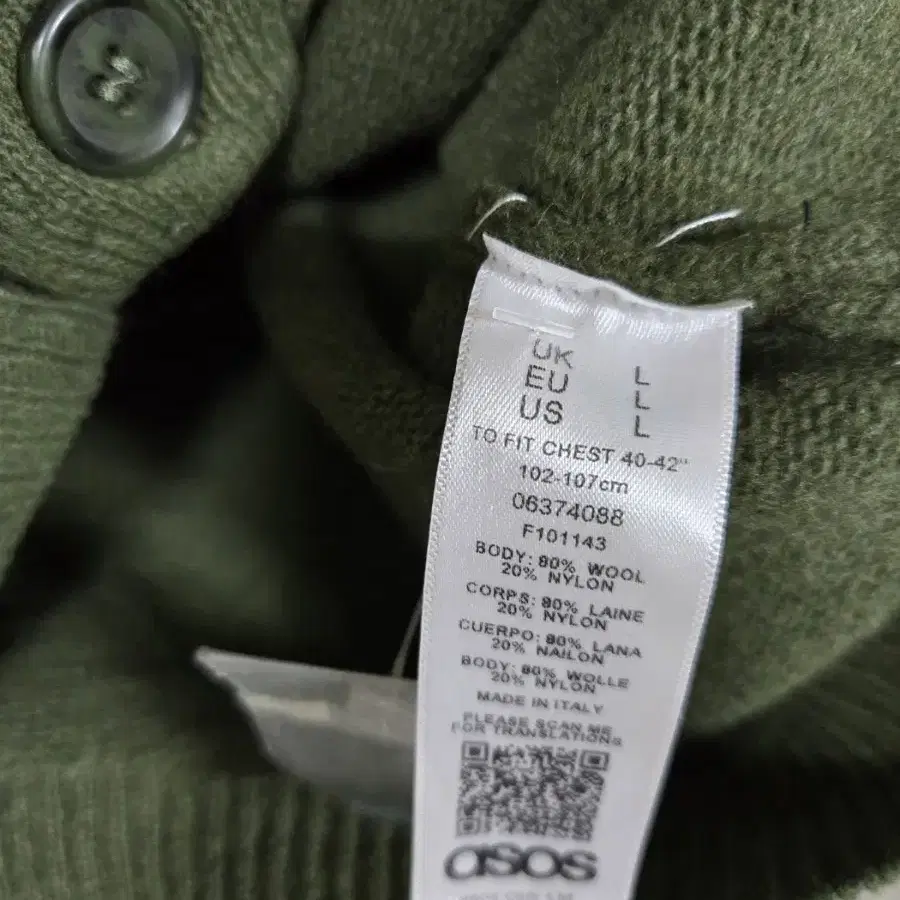 UK L
EU L
US L
TO FIT CHEST 40-42"
102-107cm
06374088
F101143
BODY: 80% WOOL
20% NYLON
CORPS: 80% LAINE
20% NYLON
CUERPO: 80% LANA
20% NAILON
BODY: 80% WOLLE
20% NYLON
MADE IN ITALY
PLEASE SCAN ME
FOR TRANSLATIONS
asos